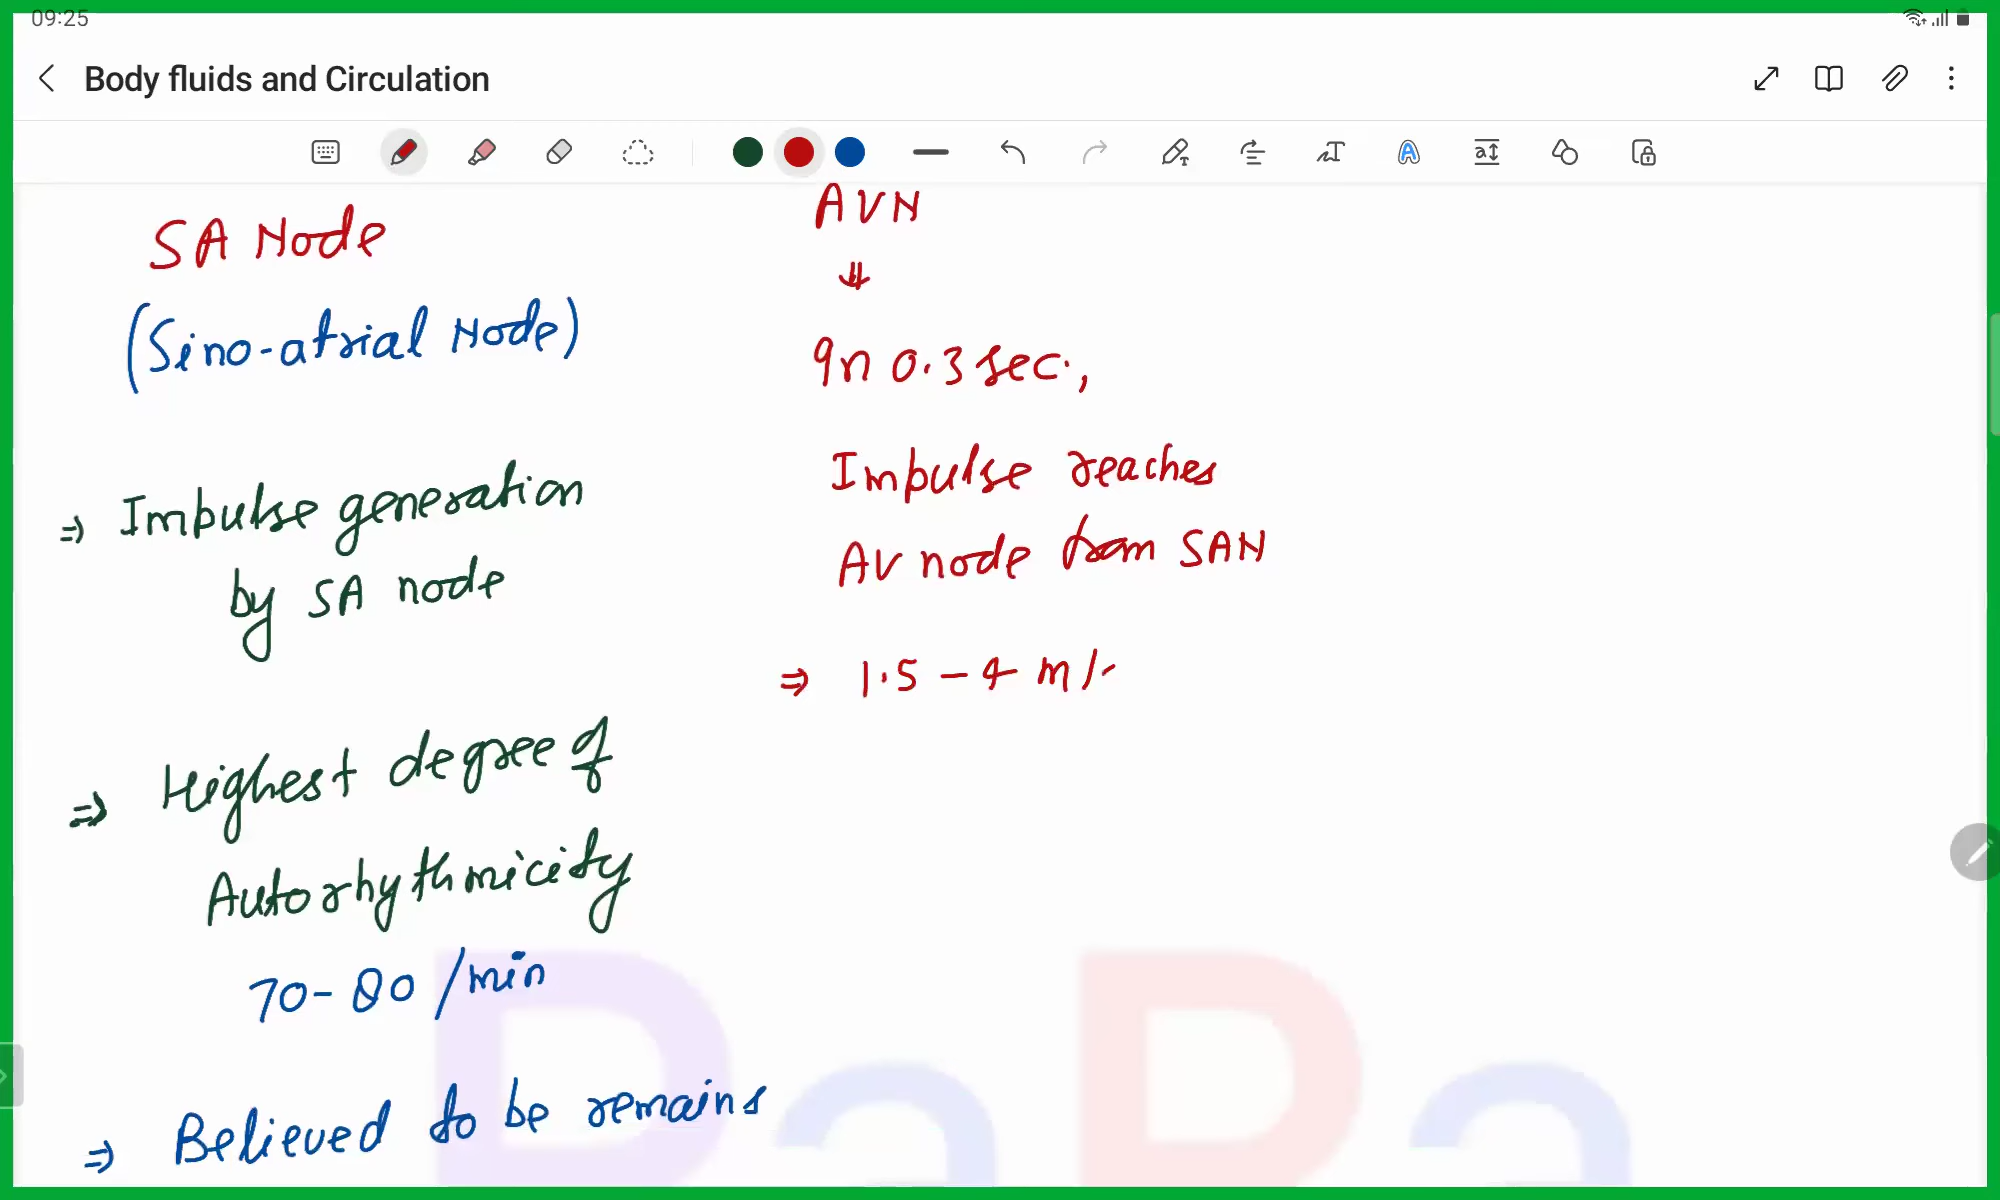 09:25
Body fluids and Circulation
SA Node
(Sino-atrial Node)
⇒ Impulse generation
by SA node
⇒ Highest degree of
Autorhythmicity
70-80/min
⇒ Believed to be remains
AVN
↓
In 0.3 sec.,
Impulse reaches
AV node from SAN
⇒ 1.5 - 4 m/